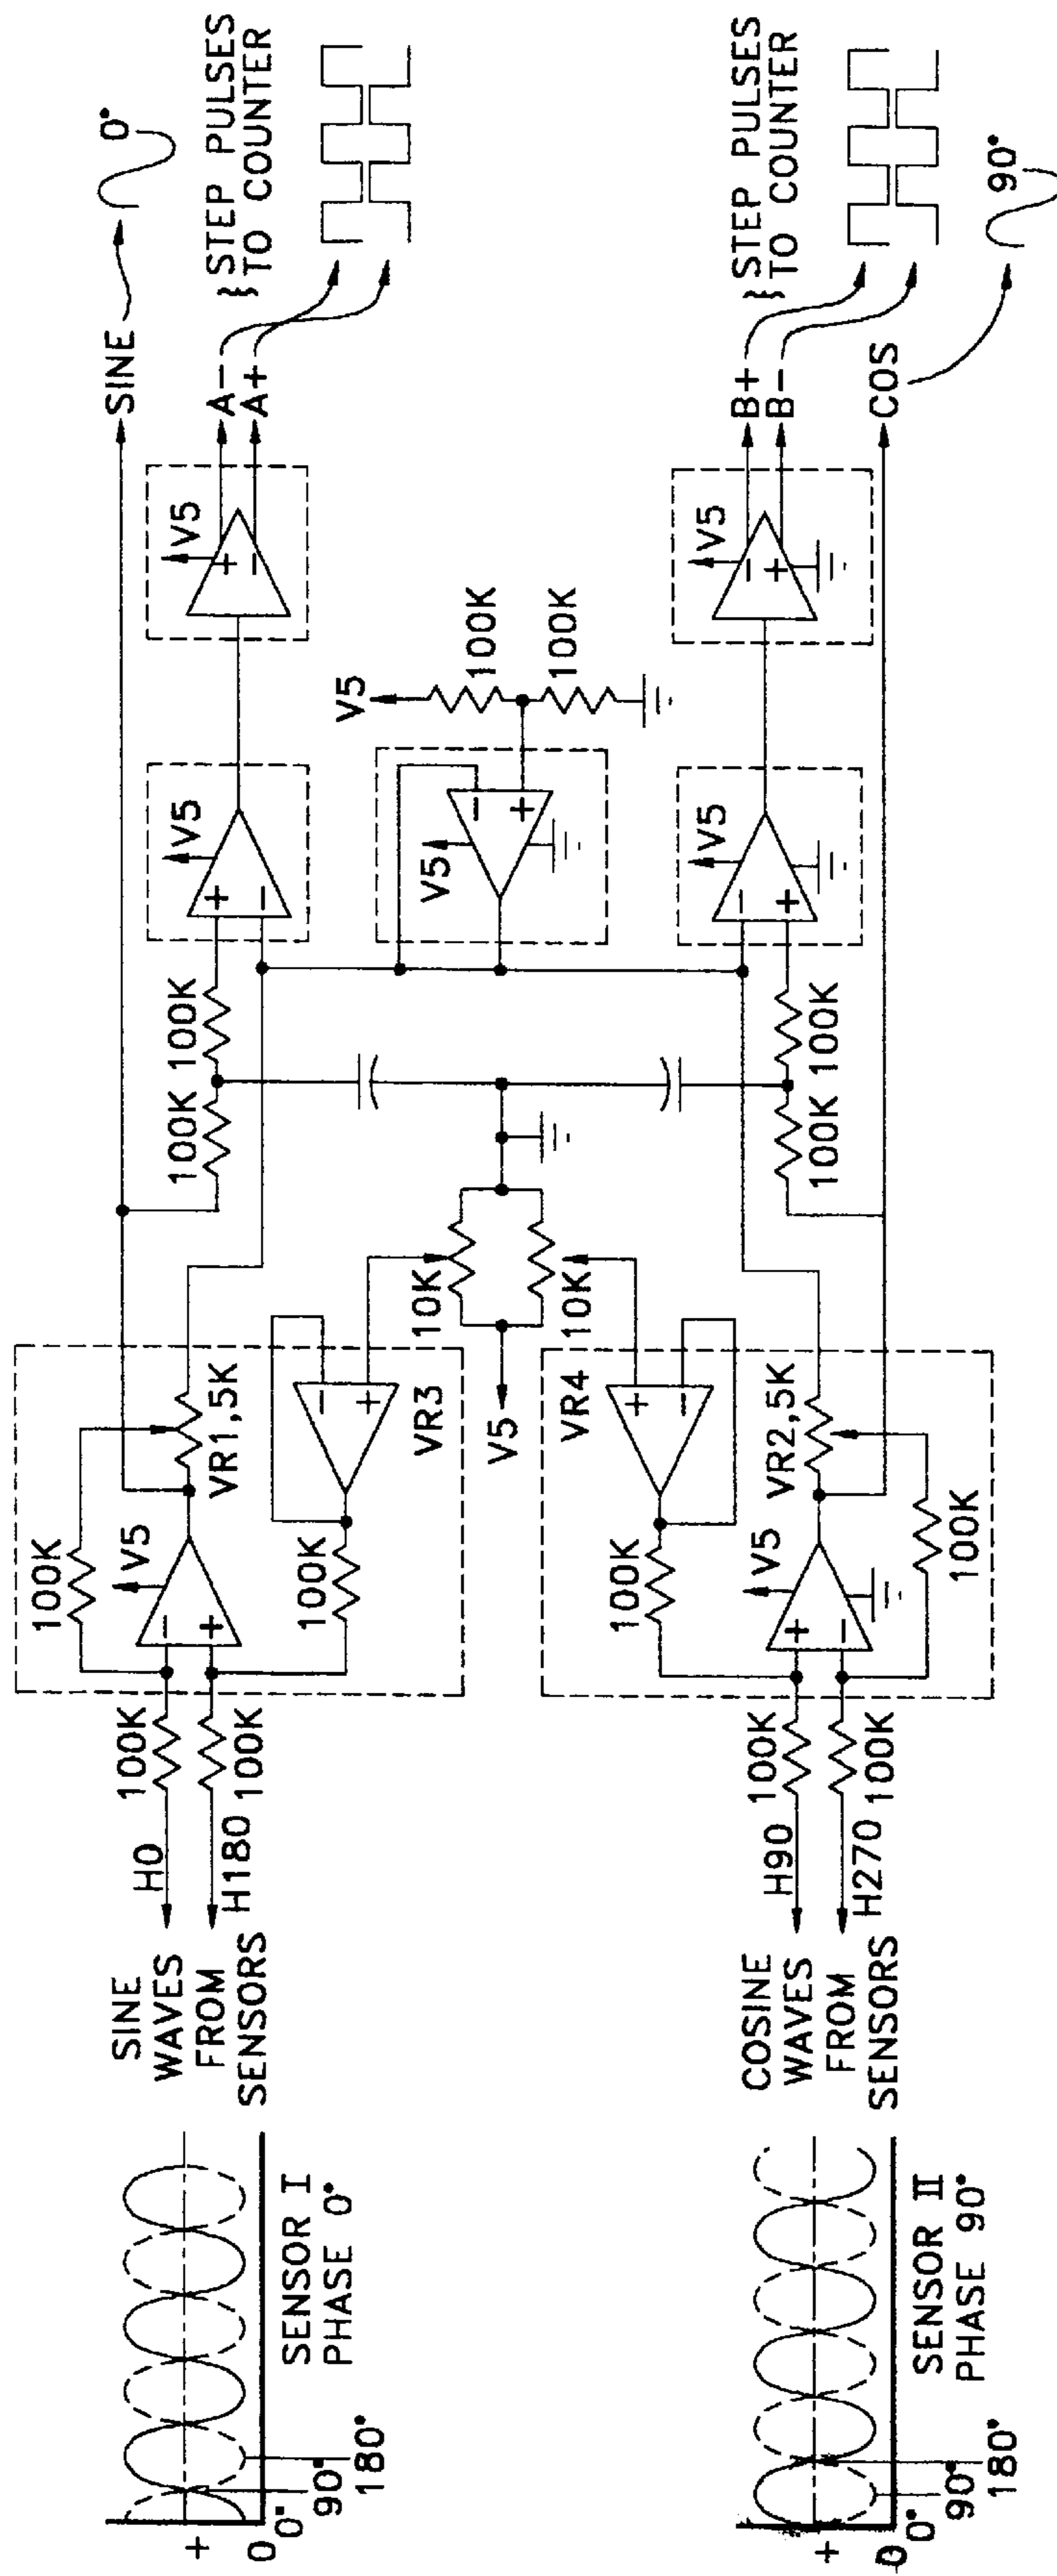 +
0
0°
90°
180°
SENSOR I
PHASE 0°
SINE
WAVES
FROM
SENSORS
H0
H180
100K
100K
100K
V5
−
+
VR1,5K
100K
−
+
VR3
10K
V5
10K
100K
100K
V5
+
−
V5
+
−
SINE
0°
A−
A+
STEP PULSES
TO COUNTER
V5
−
+
V5
100K
100K
+
0
0°
90°
180°
SENSOR II
PHASE 90°
COSINE
WAVES
FROM
SENSORS
H90
H270
100K
100K
100K
VR4
+
−
V5
+
−
VR2,5K
100K
100K
100K
V5
−
+
V5
−
+
B+
B−
STEP PULSES
TO COUNTER
COS
90°